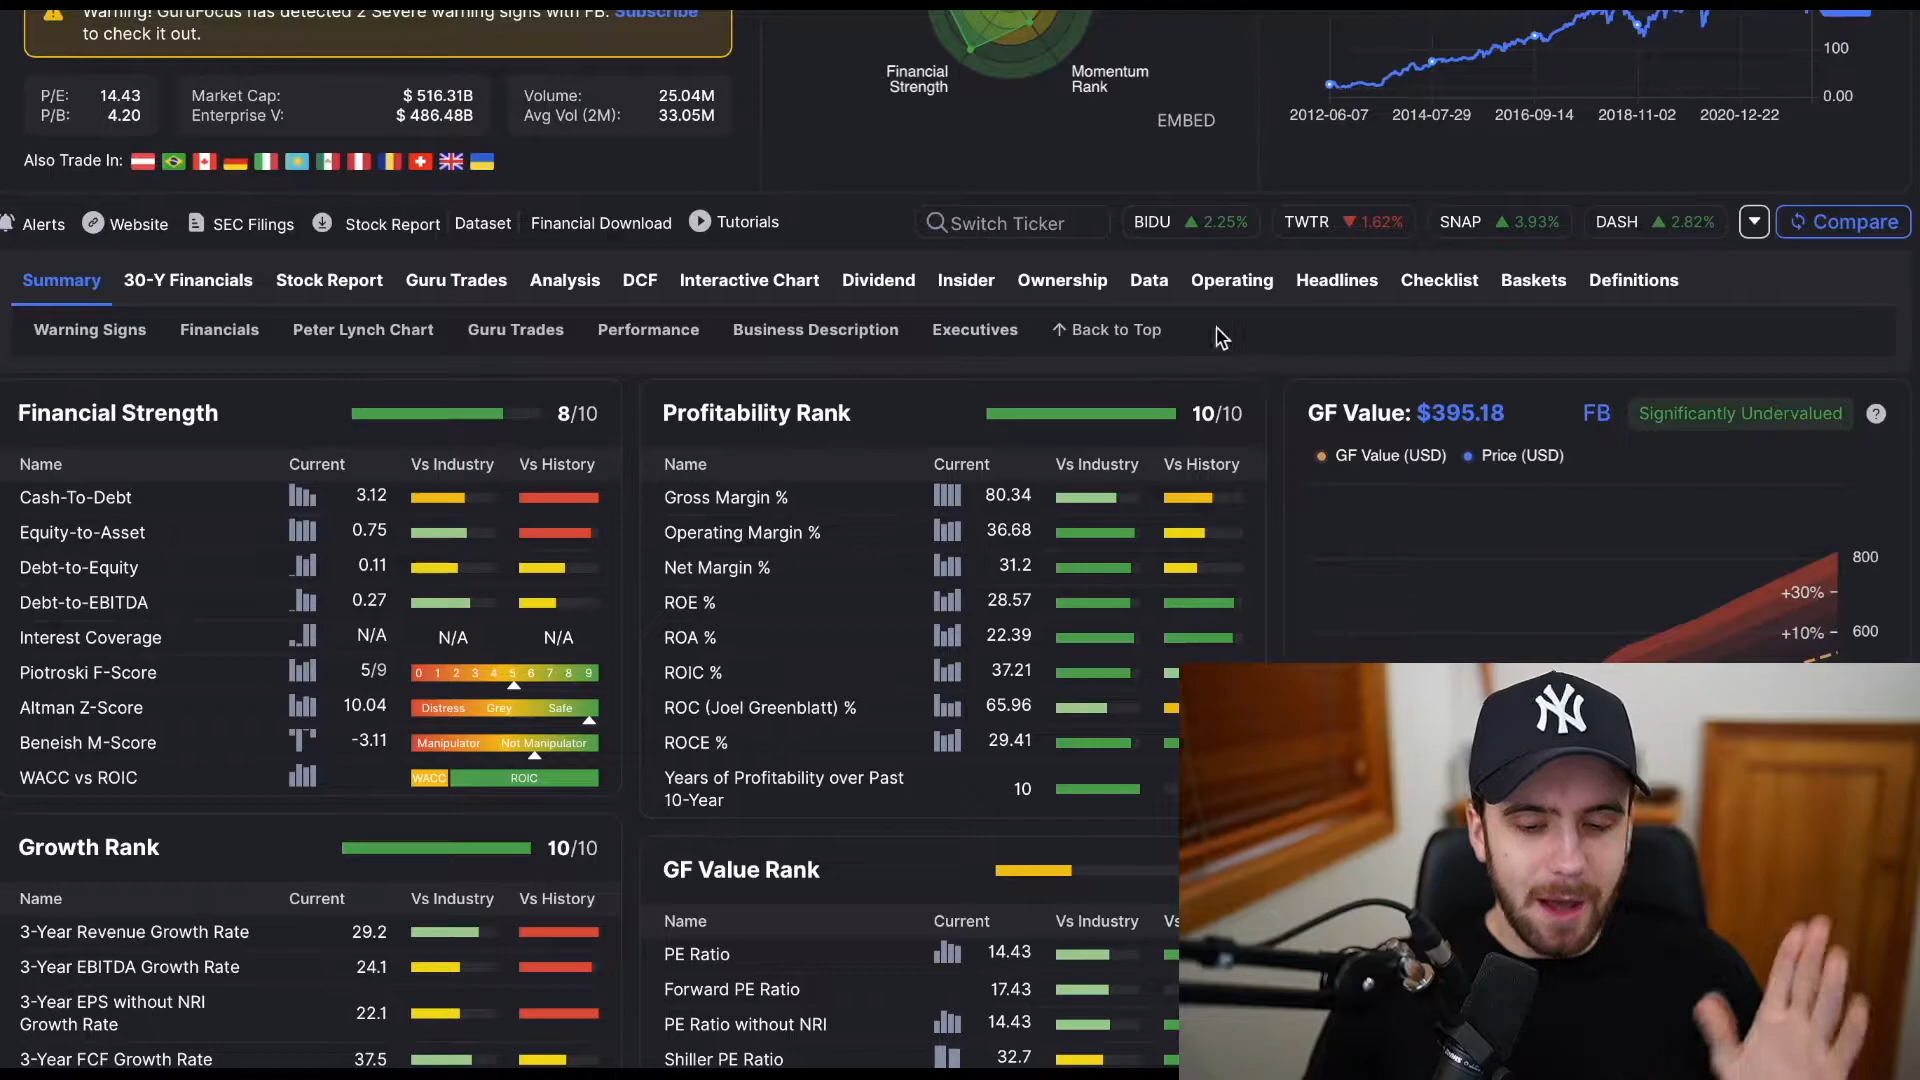 Warning! GuruFocus has detected 2 Severe warning signs with FB. Subscribe
to check it out.
P/E: 14.43
P/B: 4.20
Market Cap: $ 516.31B
Enterprise V: $ 486.48B
Volume: 25.04M
Avg Vol (2M): 33.05M
Also Trade In:
Financial
Strength
Momentum
Rank
EMBED
100
0.00
2012-06-07 2014-07-29 2016-09-14 2018-11-02 2020-12-22
Alerts Website SEC Filings Stock Report Dataset Financial Download Tutorials
Switch Ticker BIDU 2.25% TWTR 1.62% SNAP 3.93% DASH 2.82% Compare
Summary 30-Y Financials Stock Report Guru Trades Analysis DCF Interactive Chart Dividend Insider Ownership Data Operating Headlines Checklist Baskets Definitions
Warning Signs Financials Peter Lynch Chart Guru Trades Performance Business Description Executives ↑ Back to Top
Financial Strength 8/10
Name Current Vs Industry Vs History
Cash-To-Debt 3.12
Equity-to-Asset 0.75
Debt-to-Equity 0.11
Debt-to-EBITDA 0.27
Interest Coverage N/A N/A N/A
Piotroski F-Score 5/9 0 1 2 3 4 5 6 7 8 9
Altman Z-Score 10.04 Distress Grey Safe
Beneish M-Score -3.11 Manipulator Not Manipulator
WACC vs ROIC WACC ROIC
Growth Rank 10/10
Name Current Vs Industry Vs History
3-Year Revenue Growth Rate 29.2
3-Year EBITDA Growth Rate 24.1
3-Year EPS without NRI
Growth Rate 22.1
3-Year FCF Growth Rate 37.5
Profitability Rank 10/10
Name Current Vs Industry Vs History
Gross Margin % 80.34
Operating Margin % 36.68
Net Margin % 31.2
ROE % 28.57
ROA % 22.39
ROIC % 37.21
ROC (Joel Greenblatt) % 65.96
ROCE % 29.41
Years of Profitability over Past
10-Year 10
GF Value Rank
Name Current Vs Industry
PE Ratio 14.43
Forward PE Ratio 17.43
PE Ratio without NRI 14.43
Shiller PE Ratio 32.7
GF Value: $395.18 FB Significantly Undervalued ?
GF Value (USD) Price (USD)
800
+30%
+10% 600
NY